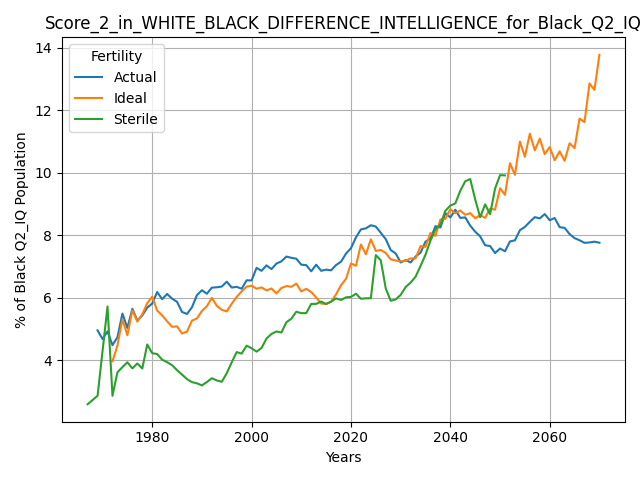 Score_2_in_WHITE_BLACK_DIFFERENCE_INTELLIGENCE_for_Black_Q2_IQ
Fertility
Actual
Ideal
Sterile
% of Black Q2_IQ Population
14
12
10
8
6
4
1980
2000
2020
2040
2060
Years